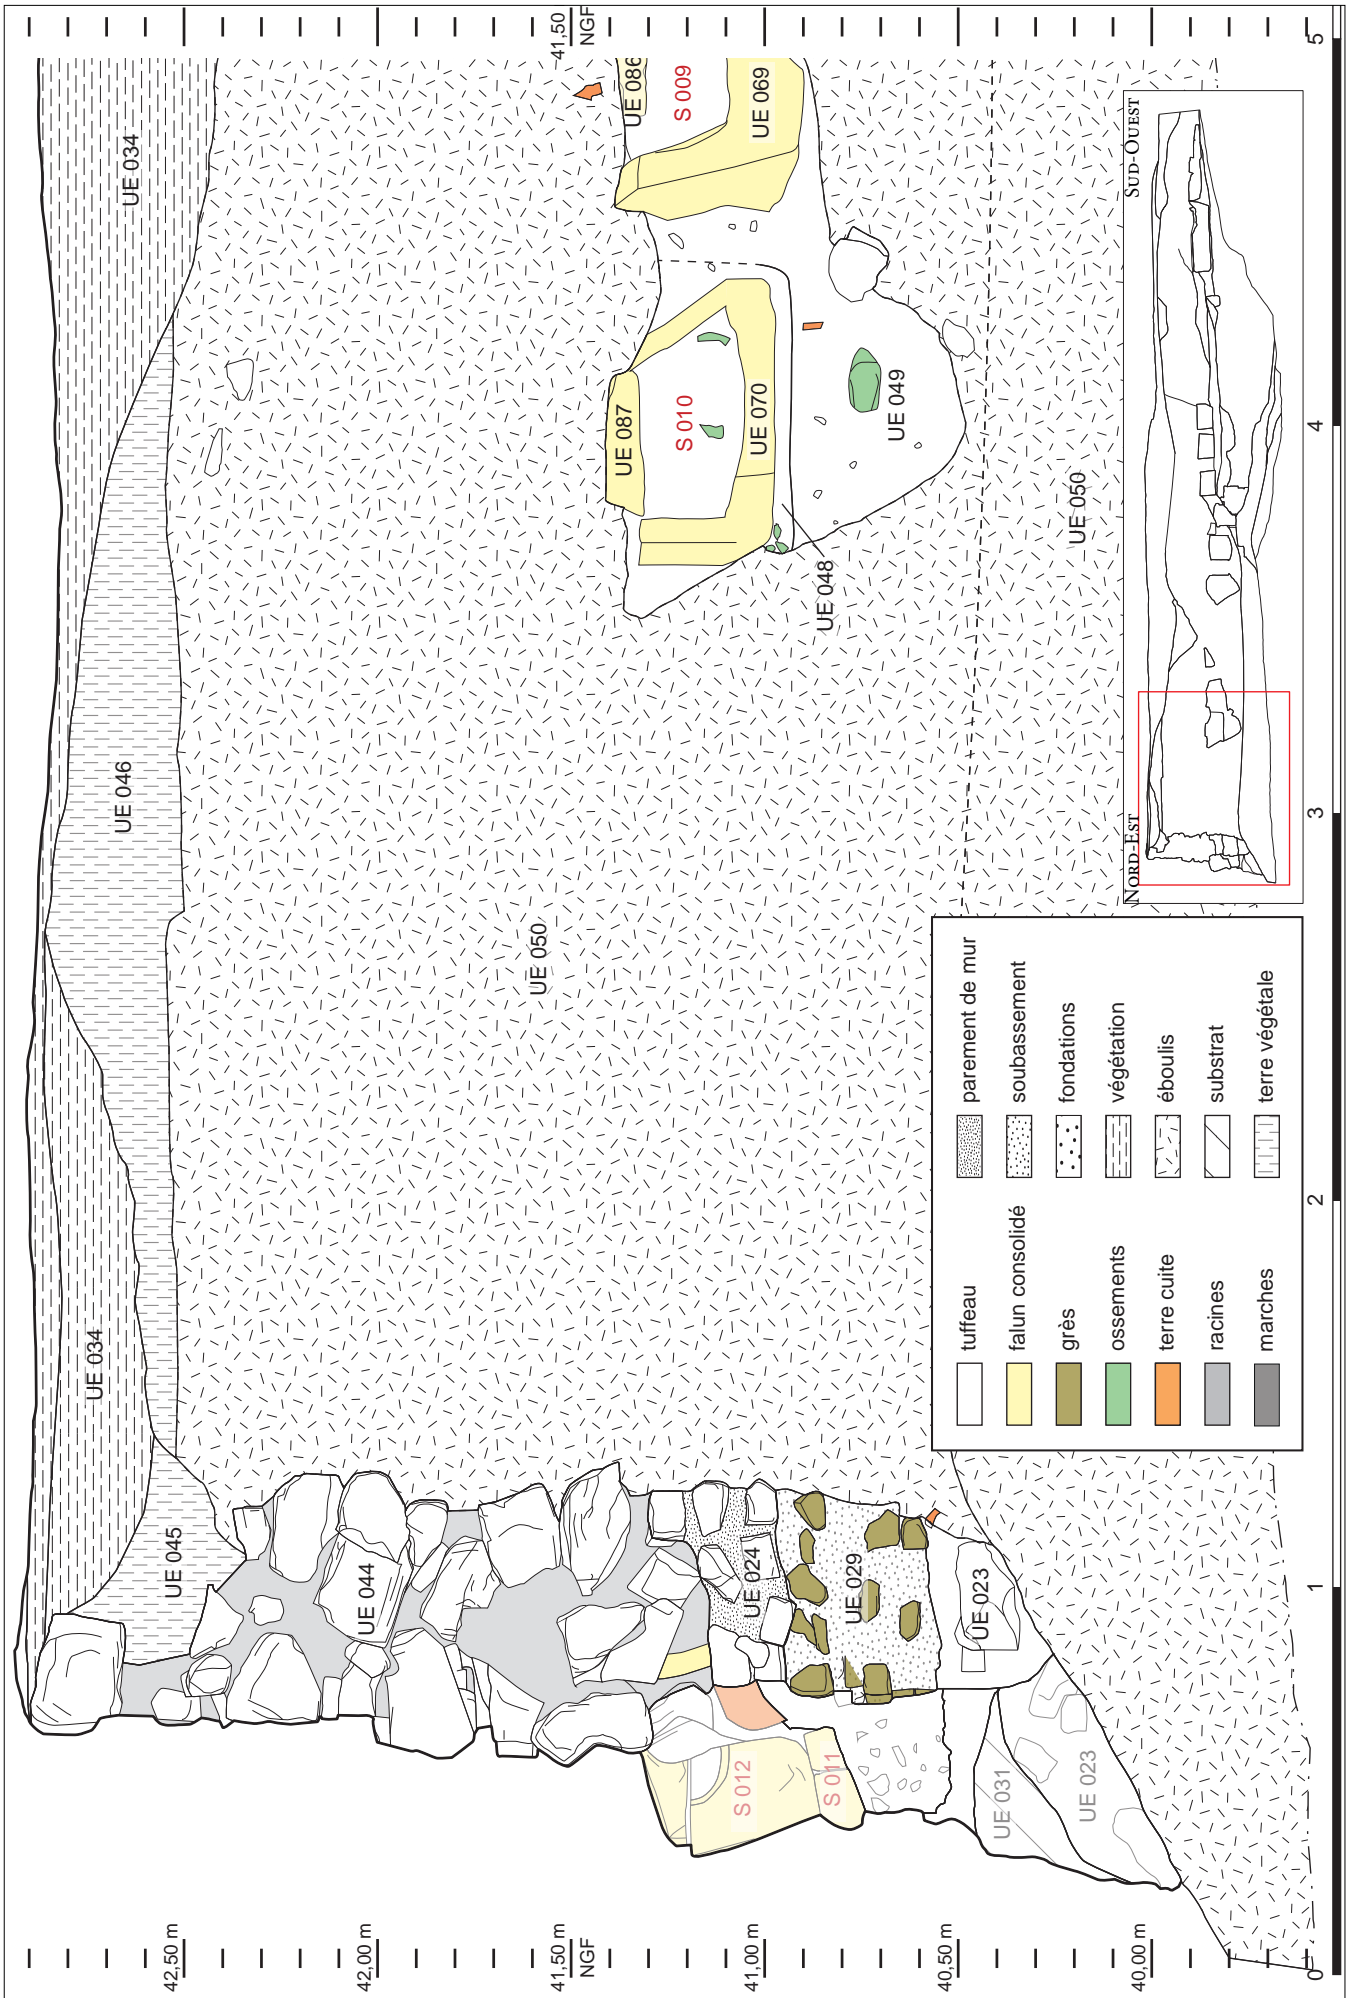 UE 034
UE 046
UE 034
UE 045
UE 044
UE 050
UE 086
S 009
UE 069
UE 087
S 010
UE 070
UE 048
UE 049
UE 050
UE 024
UE 029
UE 023
S 012
S 011
UE 031
UE 023
42,50 m
42,00 m
41,50
NGF
41,00 m
40,50 m
40,00 m
41,50
NGF
0
1
2
3
4
5
tuffeau
falun consolidé
grès
ossements
terre cuite
racines
marches
parement de mur
soubassement
fondations
végétation
éboulis
substrat
terre végétale
NORD-EST
SUD-OUEST